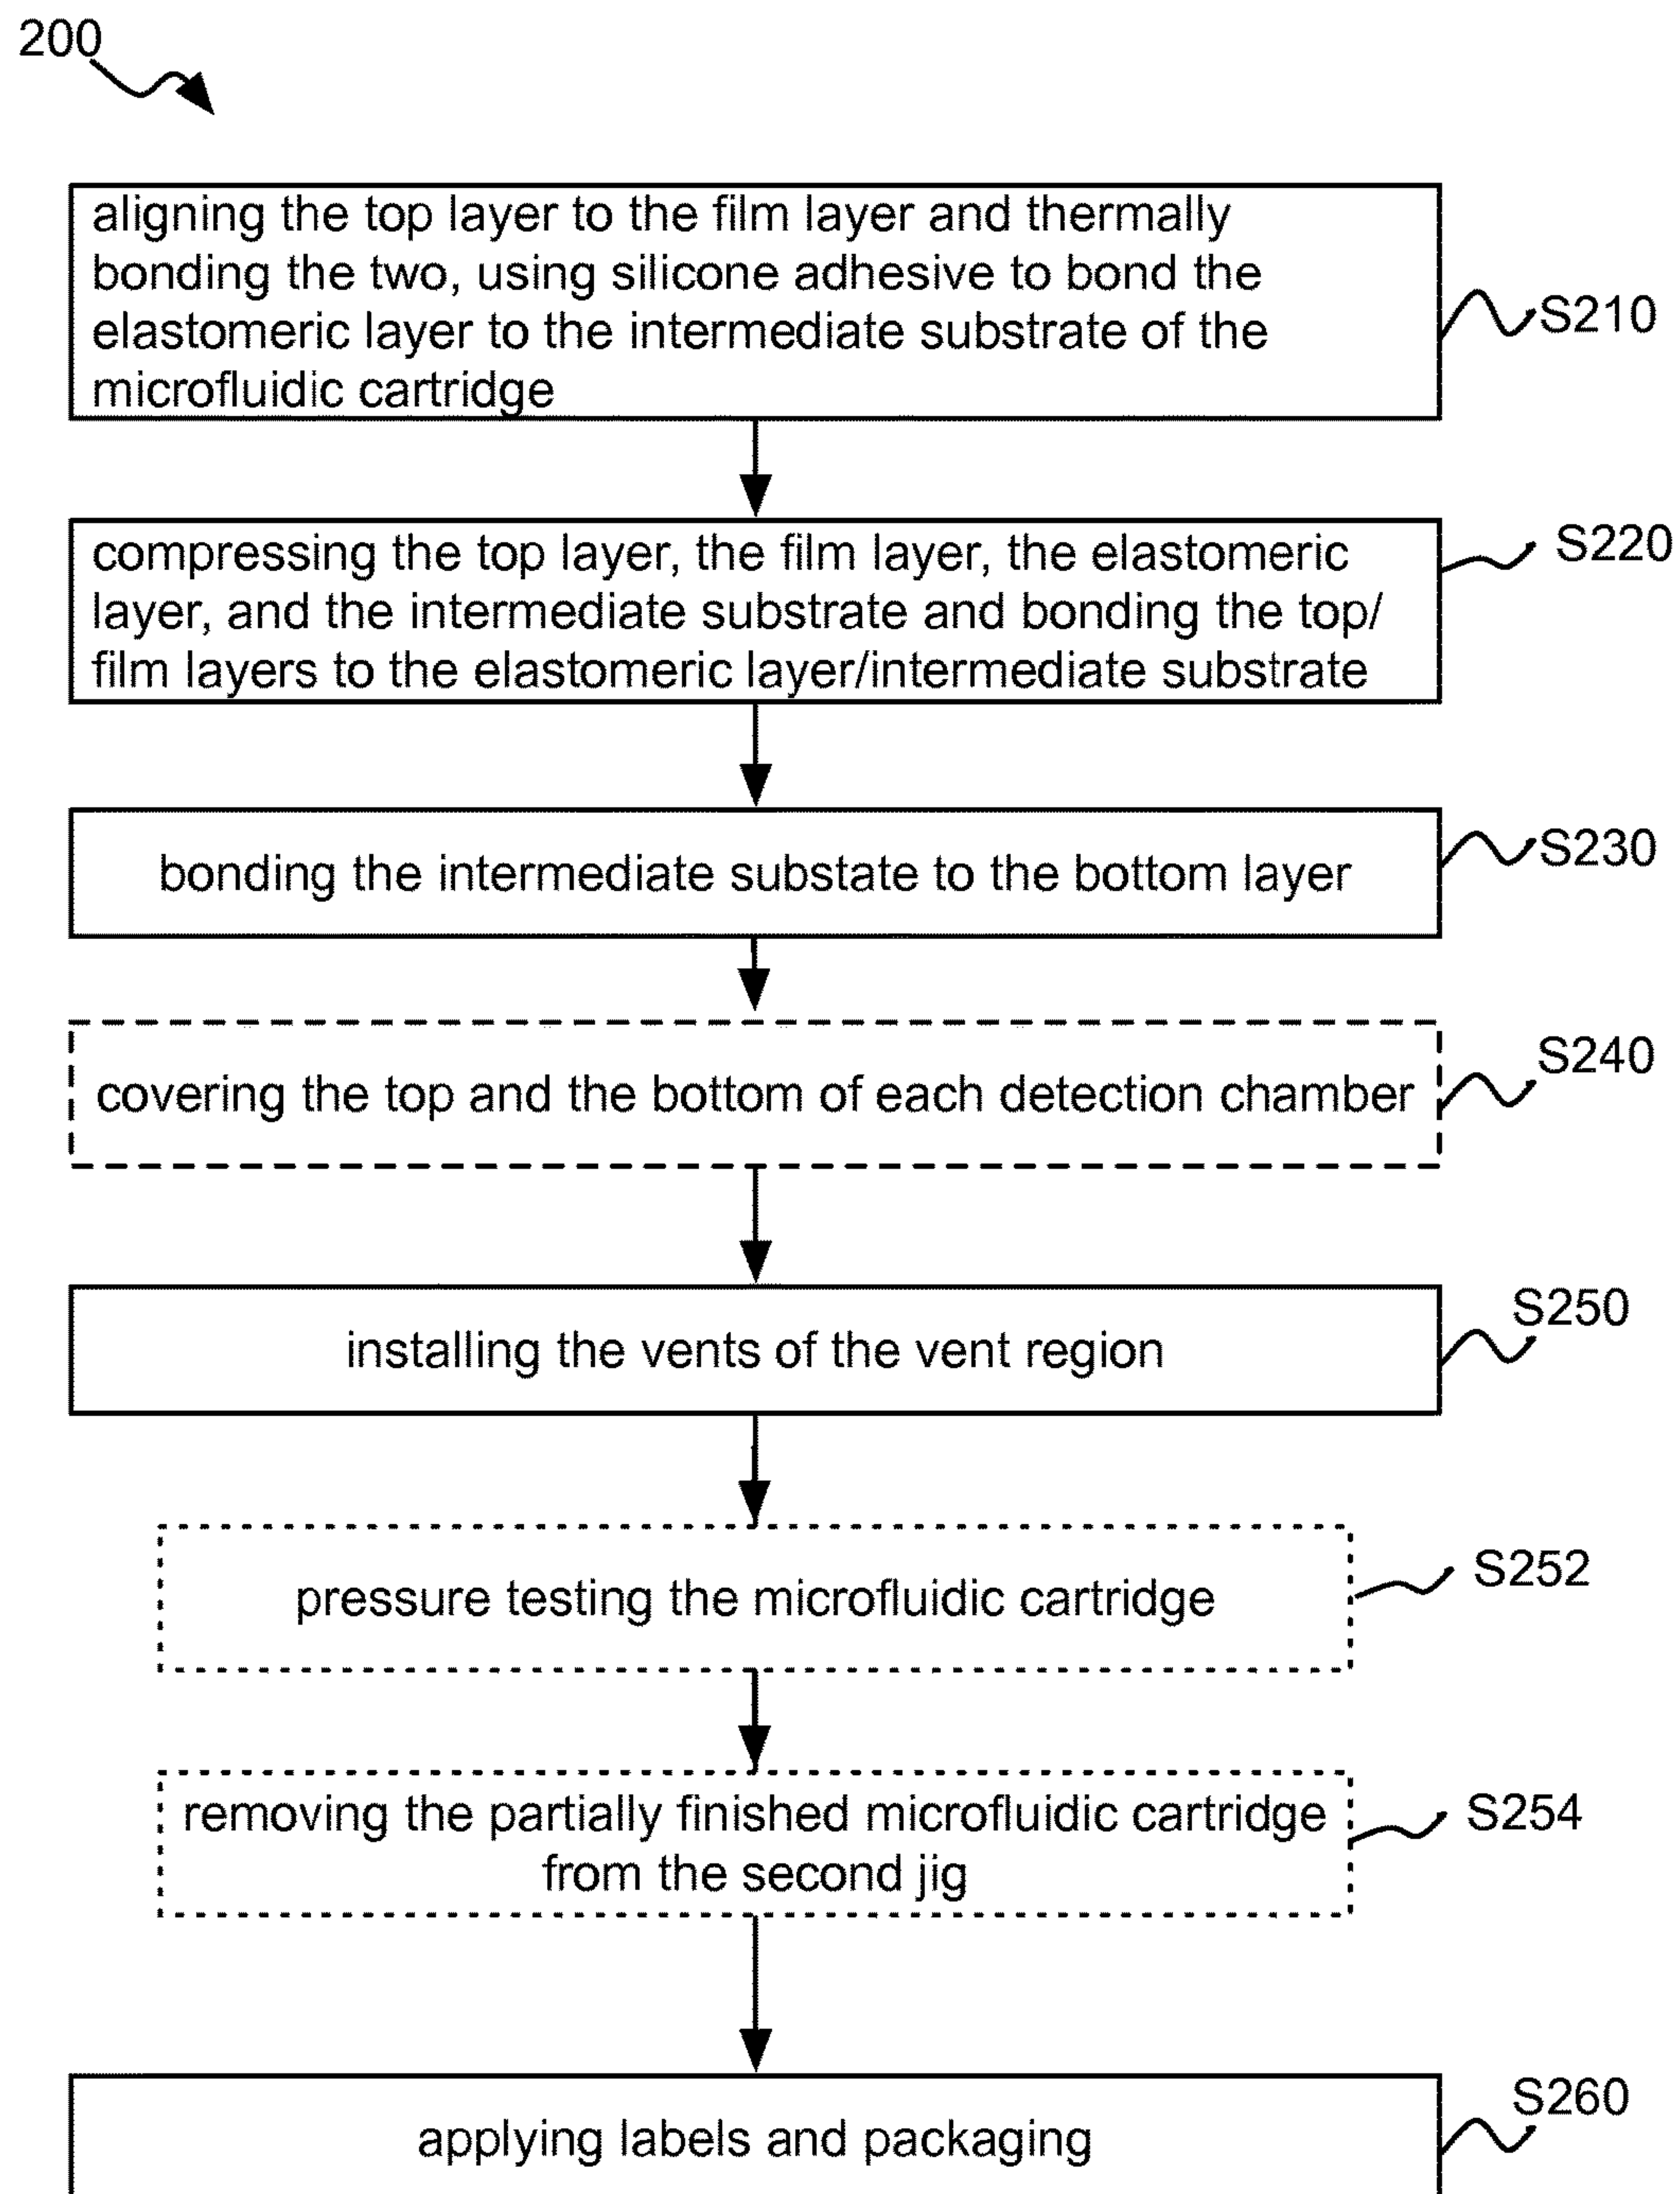 200
aligning the top layer to the film layer and thermally
bonding the two, using silicone adhesive to bond the
elastomeric layer to the intermediate substrate of the
microfluidic cartridge
S210
compressing the top layer, the film layer, the elastomeric
layer, and the intermediate substrate and bonding the top/
film layers to the elastomeric layer/intermediate substrate
S220
bonding the intermediate substate to the bottom layer
S230
covering the top and the bottom of each detection chamber
S240
installing the vents of the vent region
S250
pressure testing the microfluidic cartridge
S252
removing the partially finished microfluidic cartridge
from the second jig
S254
applying labels and packaging
S260